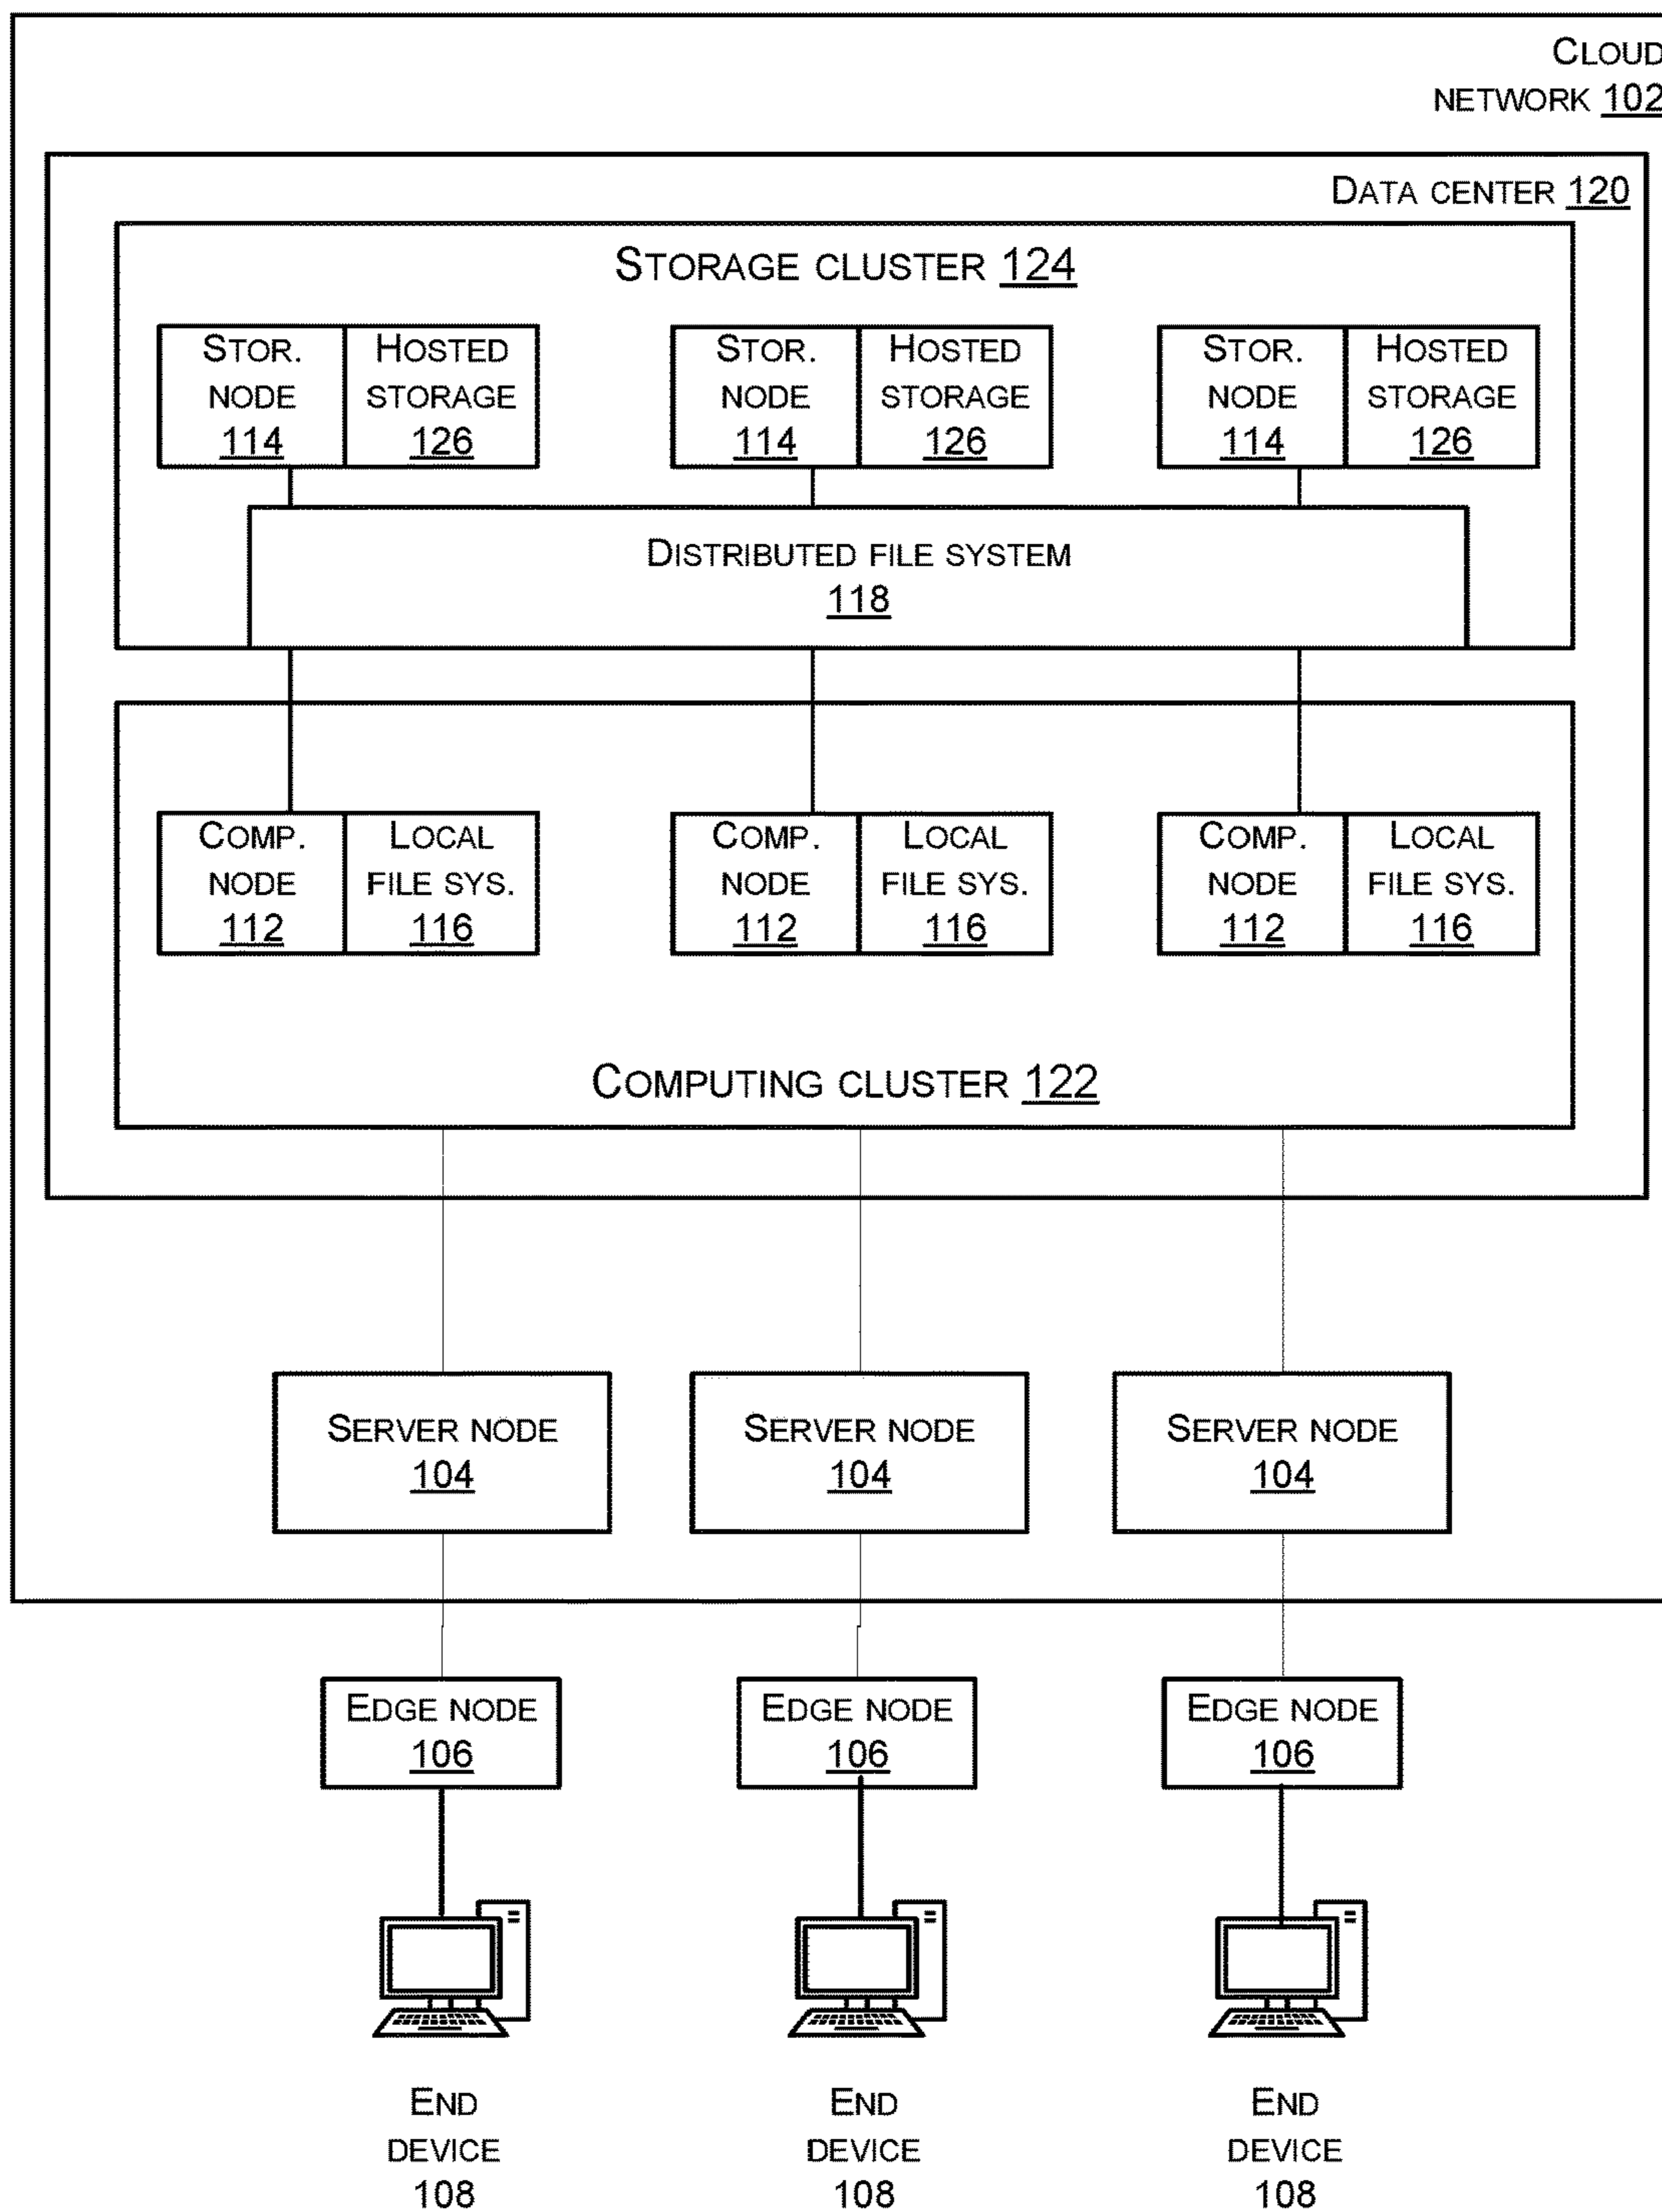 CLOUD
NETWORK 102
DATA CENTER 120
STORAGE CLUSTER 124
STOR.
NODE
114
HOSTED
STORAGE
126
STOR.
NODE
114
HOSTED
STORAGE
126
STOR.
NODE
114
HOSTED
STORAGE
126
DISTRIBUTED FILE SYSTEM
118
COMP.
NODE
112
LOCAL
FILE SYS.
116
COMP.
NODE
112
LOCAL
FILE SYS.
116
COMP.
NODE
112
LOCAL
FILE SYS.
116
COMPUTING CLUSTER 122
SERVER NODE
104
SERVER NODE
104
SERVER NODE
104
EDGE NODE
106
EDGE NODE
106
EDGE NODE
106
END
DEVICE
108
END
DEVICE
108
END
DEVICE
108